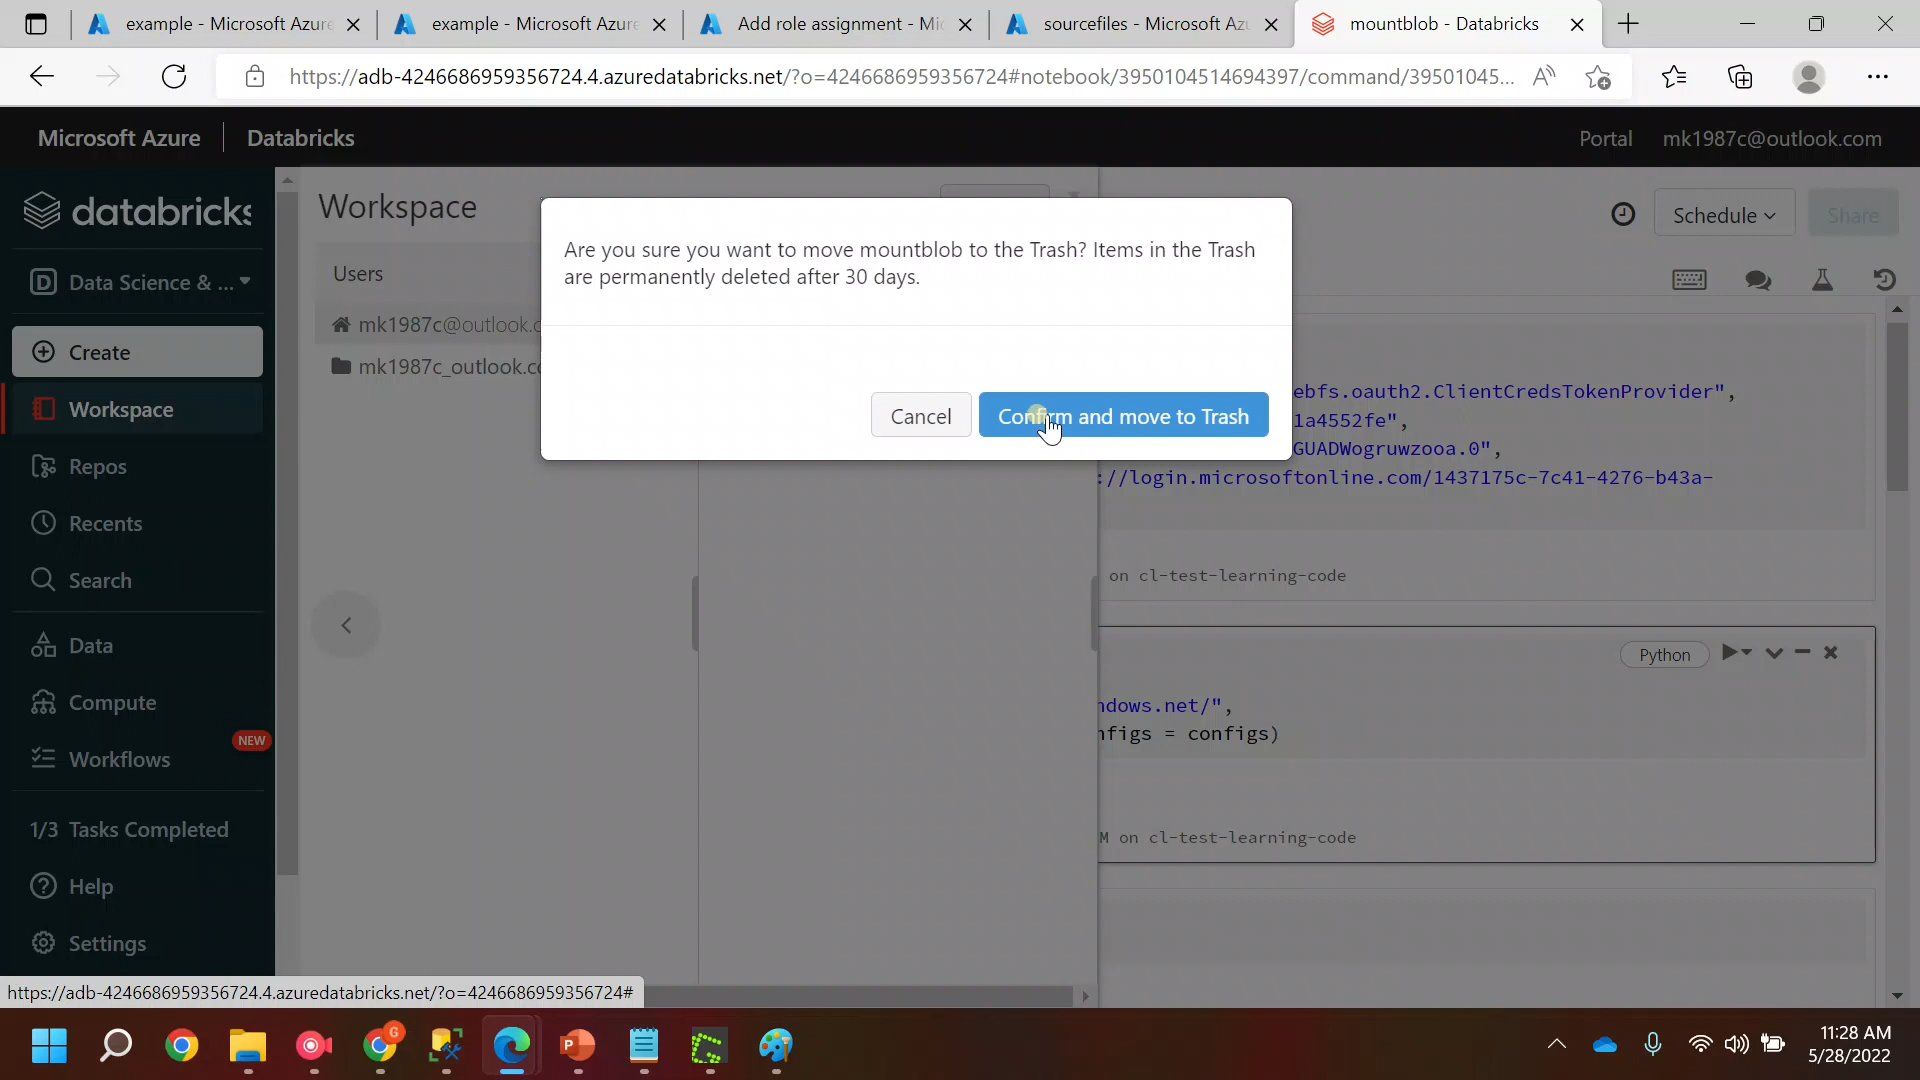 example - Microsoft Azure
example - Microsoft Azure
Add role assignment - Mic
sourcefiles - Microsoft Az
mountblob - Databricks
https://adb-4246686959356724.4.azuredatabricks.net/?o=4246686959356724#notebook/3950104514694397/command/39501045...
Microsoft Azure
Databricks
Portal
mk1987c@outlook.com
databricks
Data Science & ...
Create
Workspace
Repos
Recents
Search
Data
Compute
NEW
Workflows
1/3 Tasks Completed
Help
Settings
Workspace
Users
mk1987c@outlook.c
mk1987c_outlook.c
Schedule
Share
Are you sure you want to move mountblob to the Trash? Items in the Trash
are permanently deleted after 30 days.
Cancel
Confirm and move to Trash
ebfs.oauth2.ClientCredsTokenProvider",
1a4552fe",
GUADWogruwzooa.0",
://login.microsoftonline.com/1437175c-7c41-4276-b43a-
on cl-test-learning-code
Python
ndows.net/",
nfigs = configs)
M on cl-test-learning-code
https://adb-4246686959356724.4.azuredatabricks.net/?o=4246686959356724#
11:28 AM
5/28/2022